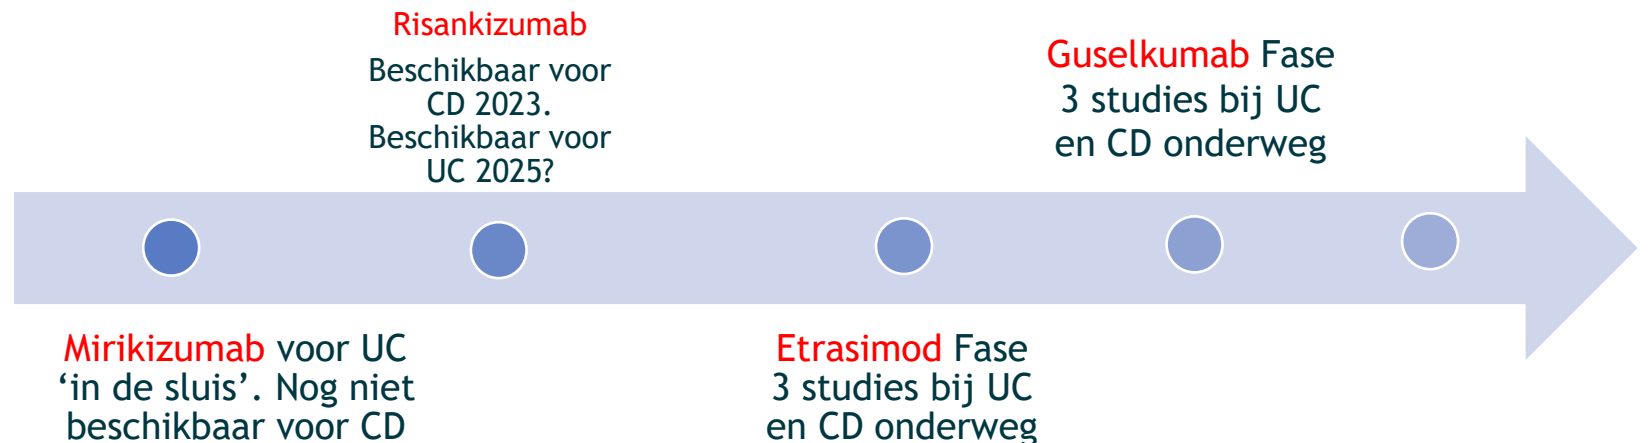 Risankizumab
Beschikbaar voor
CD 2023.
Beschikbaar voor
UC 2025?
Guselkumab Fase
3 studies bij UC
en CD onderweg
Mirikizumab voor UC
‘in de sluis’. Nog niet
beschikbaar voor CD
Etrasimod Fase
3 studies bij UC
en CD onderweg